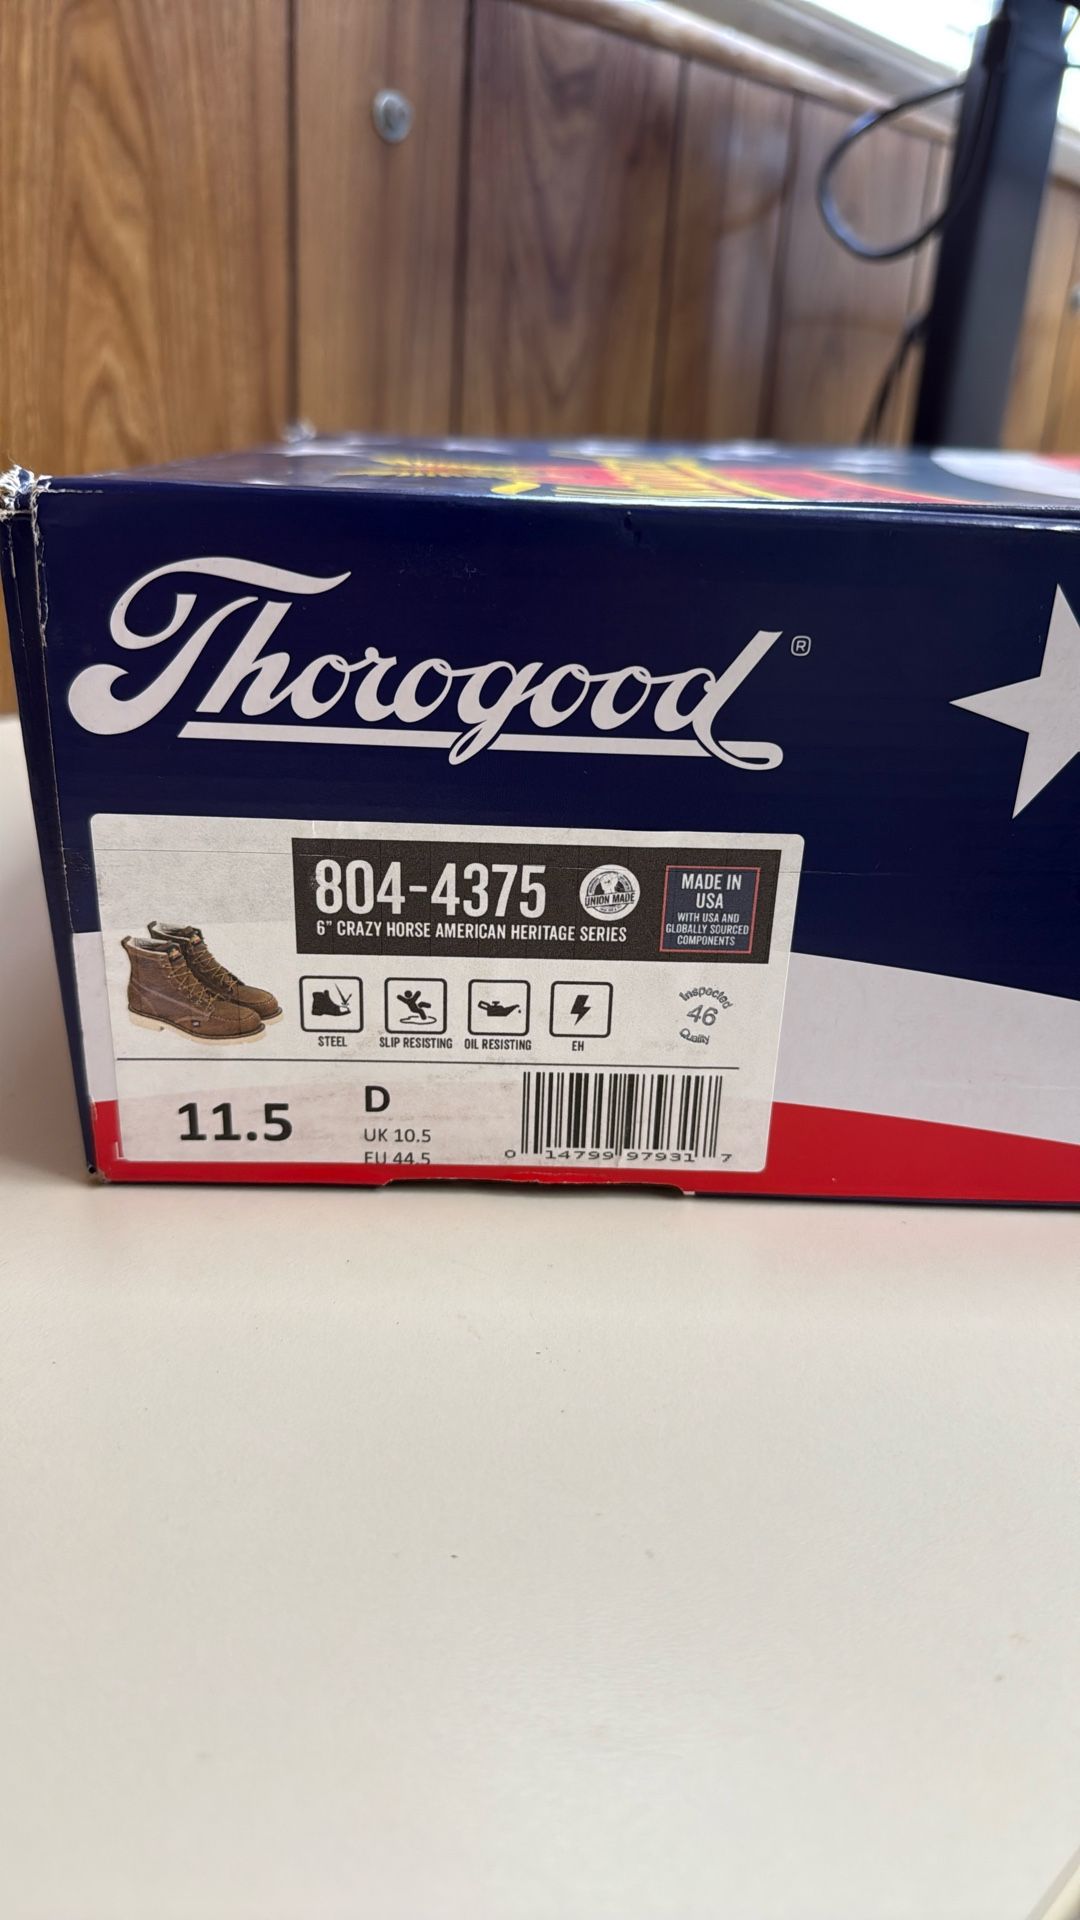 Thorogood®
804-4375
UNION MADE
6" CRAZY HORSE AMERICAN HERITAGE SERIES
MADE IN
USA
WITH USA AND
GLOBALLY SOURCED
COMPONENTS
STEEL
SLIP RESISTING
OIL RESISTING
EH
Inspected
46
Quality
11.5
D
UK 10.5
EU 44.5
0 14799 97931 7